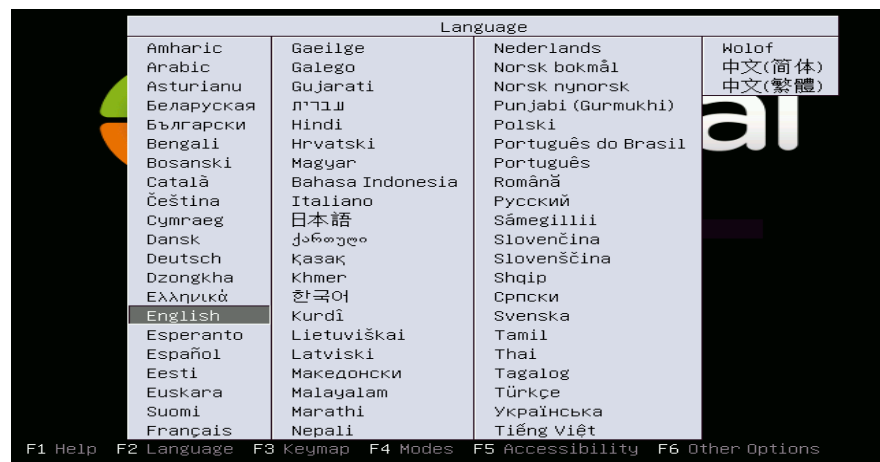 Language
Amharic
Arabic
Asturianu
Беларуская
Български
Bengali
Bosanski
Català
Čeština
Cymraeg
Dansk
Deutsch
Dzongkha
Ελληνικά
English
Esperanto
Español
Eesti
Euskara
Suomi
Français
Gaeilge
Galego
Gujarati
עברית
Hindi
Hrvatski
Magyar
Bahasa Indonesia
Italiano
日本語
ქართული
Қазақ
Khmer
한국어
Kurdî
Lietuviškai
Latviski
Македонски
Malayalam
Marathi
Nepali
Nederlands
Norsk bokmål
Norsk nynorsk
Punjabi (Gurmukhi)
Polski
Português do Brasil
Português
Română
Русский
Sámegillii
Slovenčina
Slovenščina
Shqip
Српски
Svenska
Tamil
Thai
Tagalog
Türkçe
Українська
Tiếng Việt
Wolof
中文(简体)
中文(繁體)
al
F1 Help F2 Language F3 Keymap F4 Modes F5 Accessibility F6 Other Options